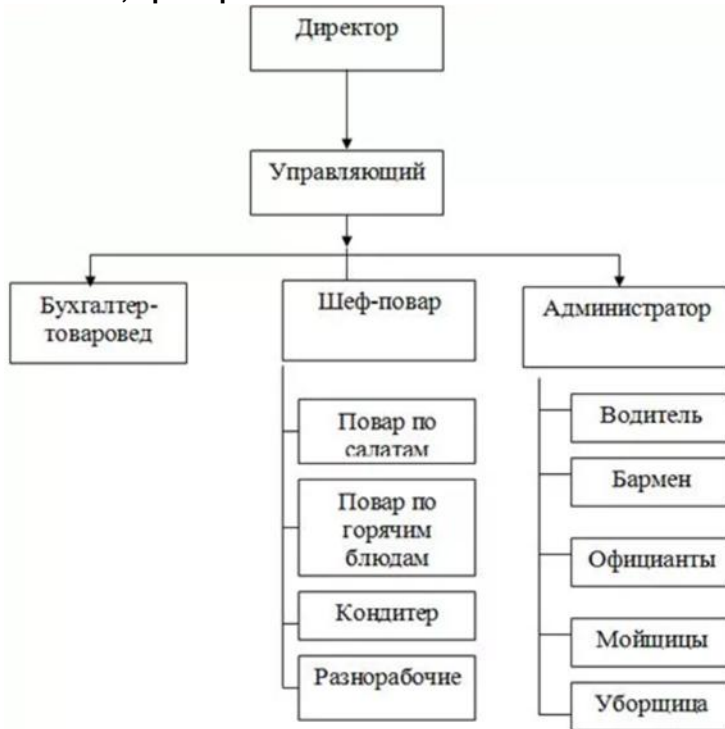 Директор
Управляющий
Бухгалтер-
товаровед
Шеф-повар
Администратор
Повар по
салатам
Повар по
горячим
блюдам
Кондитер
Разнорабочие
Водитель
Бармен
Официанты
Мойщицы
Уборщица